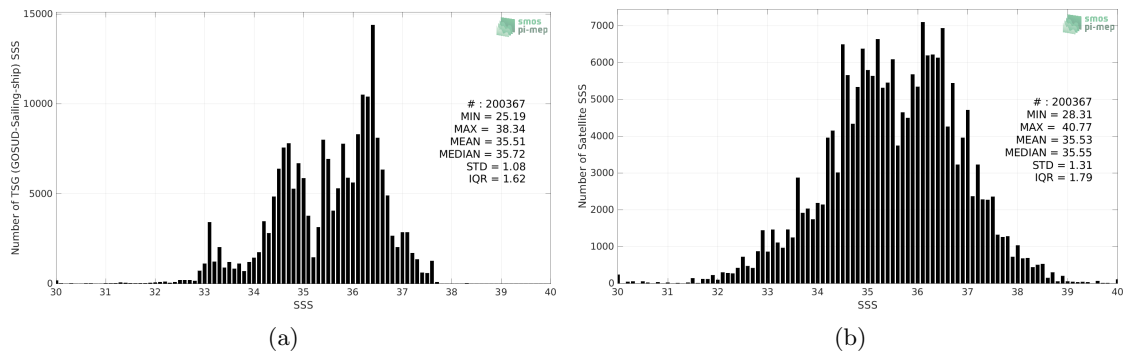 15000
10000
5000
0
Number of TSG (GOSUD-Sailing-ship) SSS
30 31 32 33 34 35 36 37 38 39 40
SSS
smos
pi-mep
# : 200367
MIN = 25.19
MAX = 38.34
MEAN = 35.51
MEDIAN = 35.72
STD = 1.08
IQR = 1.62
(a)
7000
6000
5000
4000
3000
2000
1000
0
Number of Satellite SSS
30 31 32 33 34 35 36 37 38 39 40
SSS
smos
pi-mep
# : 200367
MIN = 28.31
MAX = 40.77
MEAN = 35.53
MEDIAN = 35.55
STD = 1.31
IQR = 1.79
(b)